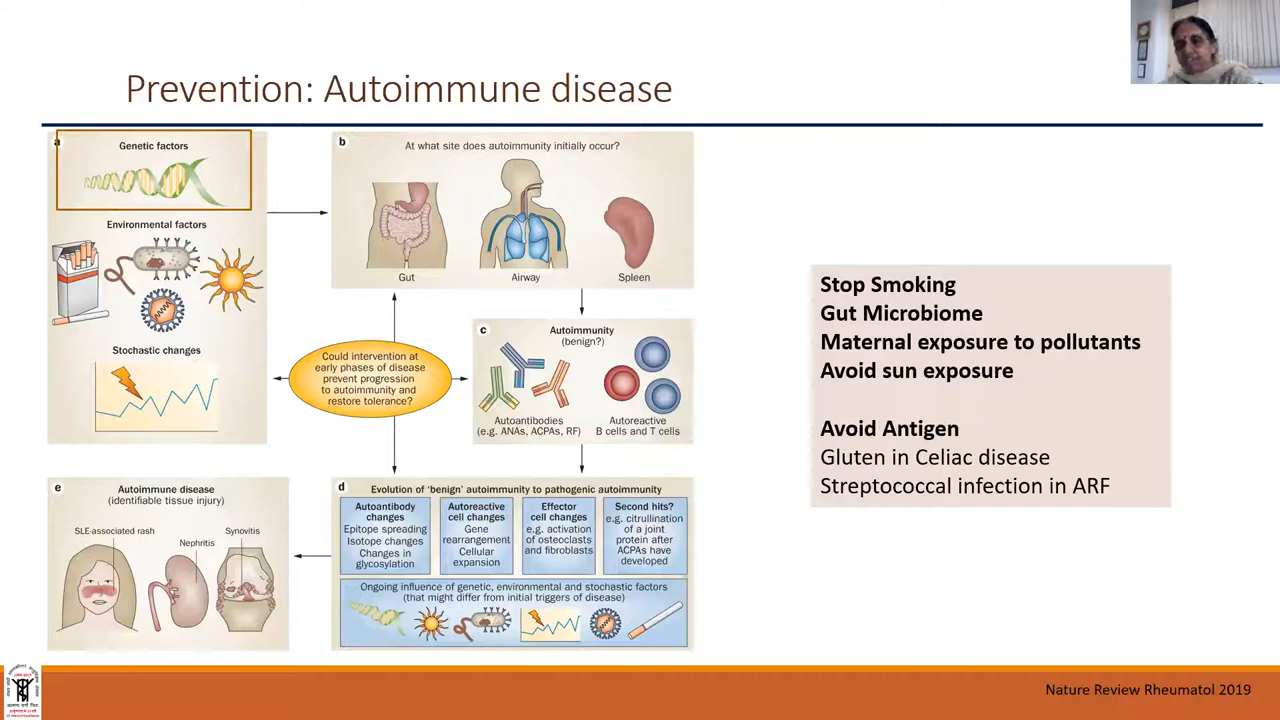 Prevention: Autoimmune disease
a
Genetic factors
Environmental factors
Stochastic changes
b
At what site does autoimmunity initially occur?
Gut
Airway
Spleen
Could intervention at
early phases of disease
prevent progression
to autoimmunity and
restore tolerance?
c
Autoimmunity
(benign?)
Autoantibodies
(e.g. ANAs, ACPAs, RF)
Autoreactive
B cells and T cells
d
Evolution of ‘benign’ autoimmunity to pathogenic autoimmunity
Autoantibody
changes
Epitope spreading
Isotope changes
Changes in
glycosylation
Autoreactive
cell changes
Gene
rearrangement
Cellular
expansion
Effector
cell changes
e.g. activation
of osteoclasts
and fibroblasts
Second hits?
e.g. citrullination
of a joint
protein after
ACPAs have
developed
Ongoing influence of genetic, environmental and stochastic factors
(that might differ from initial triggers of disease)
e
Autoimmune disease
(identifiable tissue injury)
SLE-associated rash
Nephritis
Synovitis
Stop Smoking
Gut Microbiome
Maternal exposure to pollutants
Avoid sun exposure
Avoid Antigen
Gluten in Celiac disease
Streptococcal infection in ARF
Nature Review Rheumatol 2019